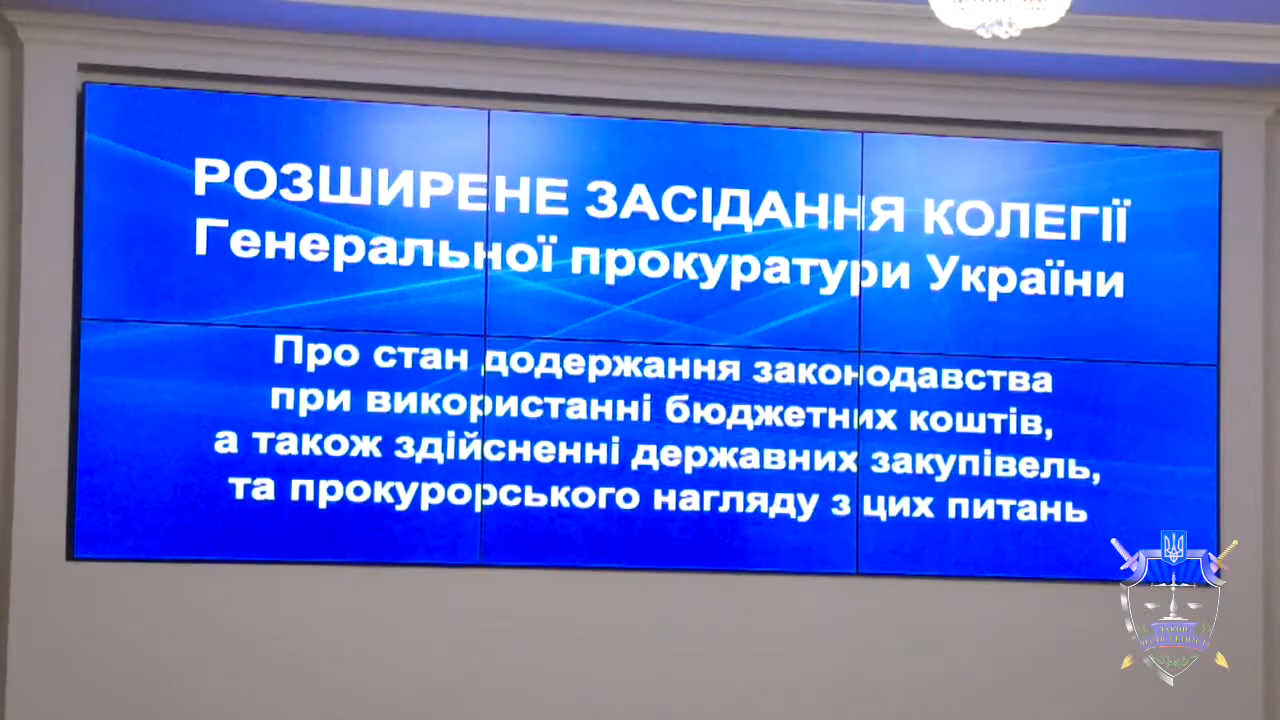 РОЗШИРЕНЕ ЗАСІДАННЯ КОЛЕГІЇ
Генеральної прокуратури України
Про стан додержання законодавства
при використанні бюджетних коштів,
а також здійсненні державних закупівель,
та прокурорського нагляду з цих питань